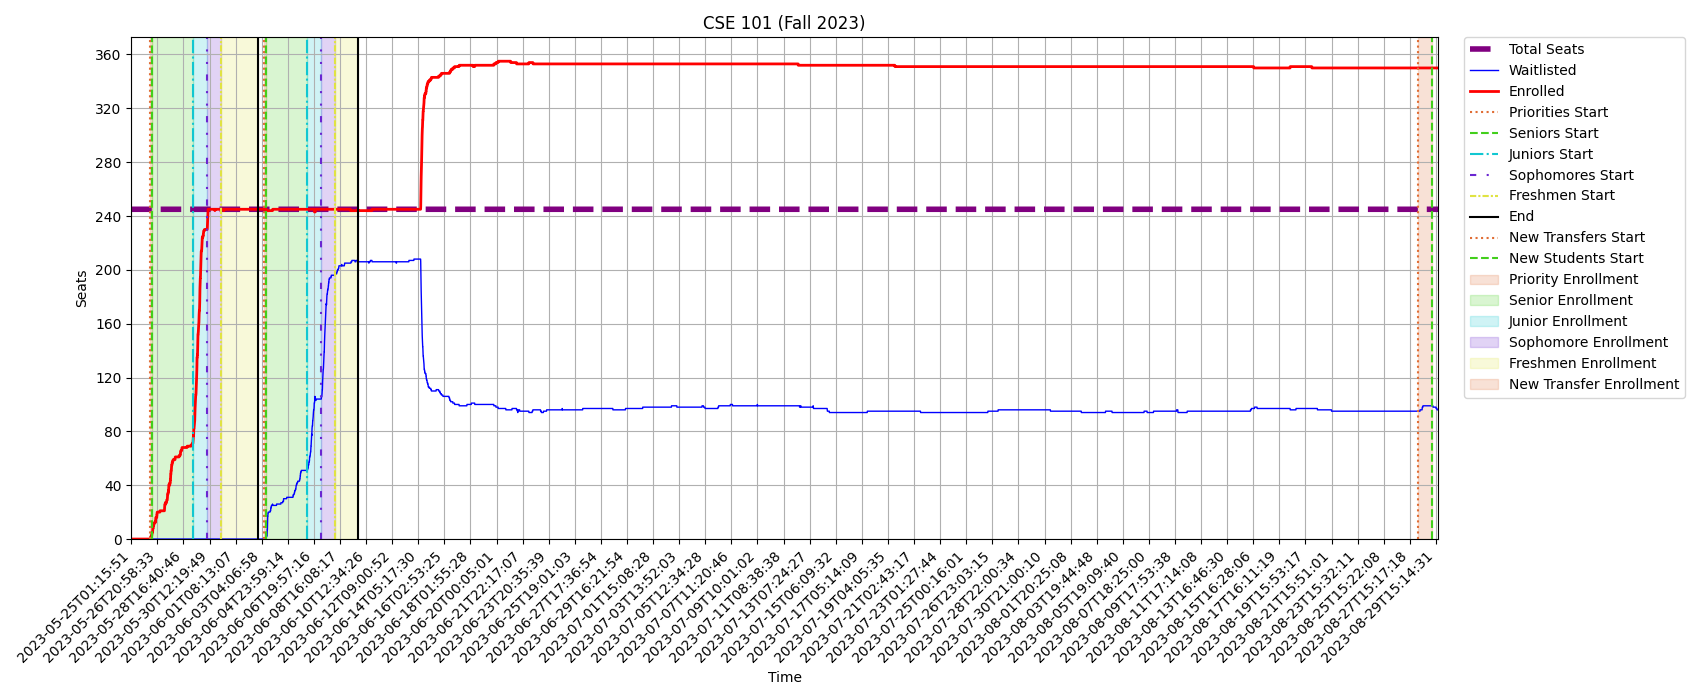 CSE 101 (Fall 2023)
Seats
360
320
280
240
200
160
120
80
40
0
2023-05-25T01:15:51
2023-05-26T20:58:33
2023-05-28T16:40:46
2023-05-30T12:19:49
2023-06-01T08:13:07
2023-06-03T04:06:58
2023-06-04T23:59:14
2023-06-06T19:57:16
2023-06-08T16:08:17
2023-06-10T12:34:26
2023-06-12T09:00:52
2023-06-14T05:17:30
2023-06-16T02:53:25
2023-06-18T01:55:28
2023-06-20T00:05:01
2023-06-21T22:17:07
2023-06-23T20:35:39
2023-06-25T19:01:03
2023-06-27T17:36:54
2023-06-29T16:21:54
2023-07-01T15:08:28
2023-07-03T13:52:03
2023-07-05T12:34:28
2023-07-07T11:20:46
2023-07-09T10:01:02
2023-07-11T08:38:38
2023-07-13T07:24:27
2023-07-15T06:09:32
2023-07-17T05:14:09
2023-07-19T04:05:35
2023-07-21T02:43:17
2023-07-23T01:27:44
2023-07-25T00:16:01
2023-07-26T23:03:15
2023-07-28T22:00:34
2023-07-30T21:00:10
2023-08-01T20:25:08
2023-08-03T19:44:48
2023-08-05T19:09:40
2023-08-07T18:25:00
2023-08-09T17:53:38
2023-08-11T17:14:08
2023-08-13T16:46:30
2023-08-15T16:28:06
2023-08-17T16:11:19
2023-08-19T15:53:17
2023-08-21T15:51:01
2023-08-23T15:32:11
2023-08-25T15:22:08
2023-08-27T15:17:18
2023-08-29T15:14:31
Time
Total Seats
Waitlisted
Enrolled
Priorities Start
Seniors Start
Juniors Start
Sophomores Start
Freshmen Start
End
New Transfers Start
New Students Start
Priority Enrollment
Senior Enrollment
Junior Enrollment
Sophomore Enrollment
Freshmen Enrollment
New Transfer Enrollment